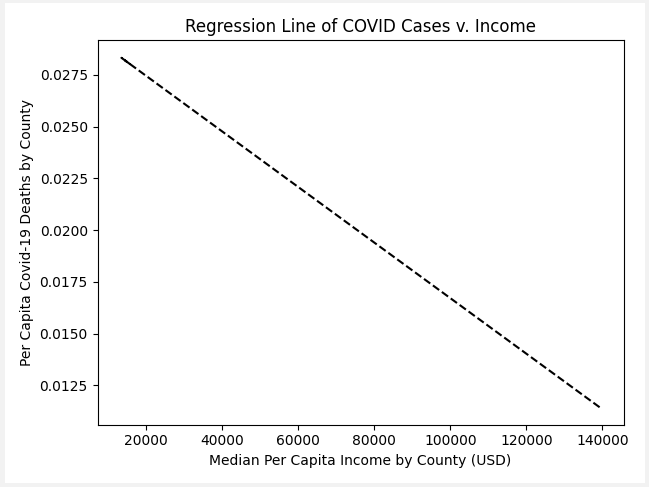 Regression Line of COVID Cases v. Income
Per Capita Covid-19 Deaths by County
0.0275
0.0250
0.0225
0.0200
0.0175
0.0150
0.0125
20000 40000 60000 80000 100000 120000 140000
Median Per Capita Income by County (USD)